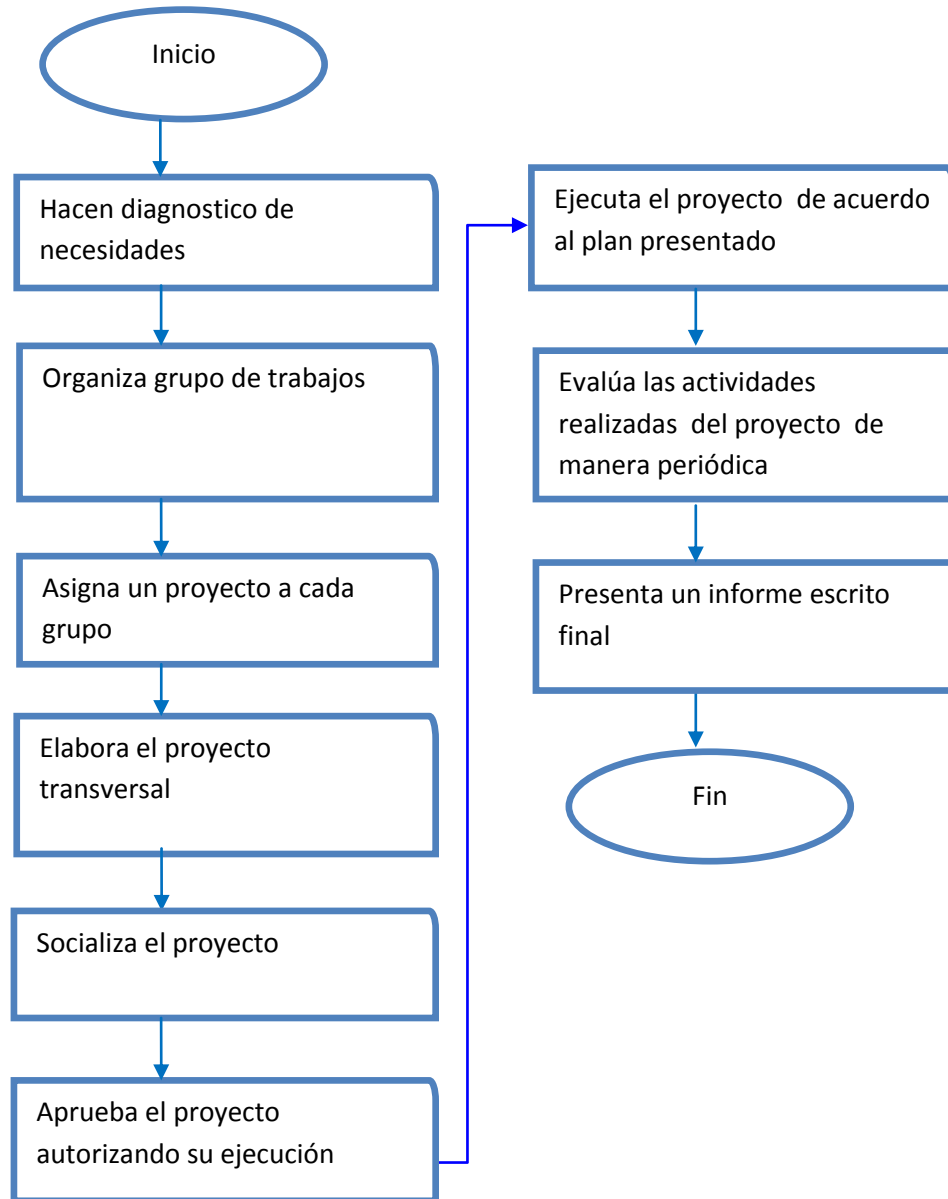 Inicio
Hacen diagnostico de
necesidades
Organiza grupo de trabajos
Asigna un proyecto a cada
grupo
Elabora el proyecto
transversal
Socializa el proyecto
Aprueba el proyecto
autorizando su ejecución
Ejecuta el proyecto de acuerdo
al plan presentado
Evalúa las actividades
realizadas del proyecto de
manera periódica
Presenta un informe escrito
final
Fin